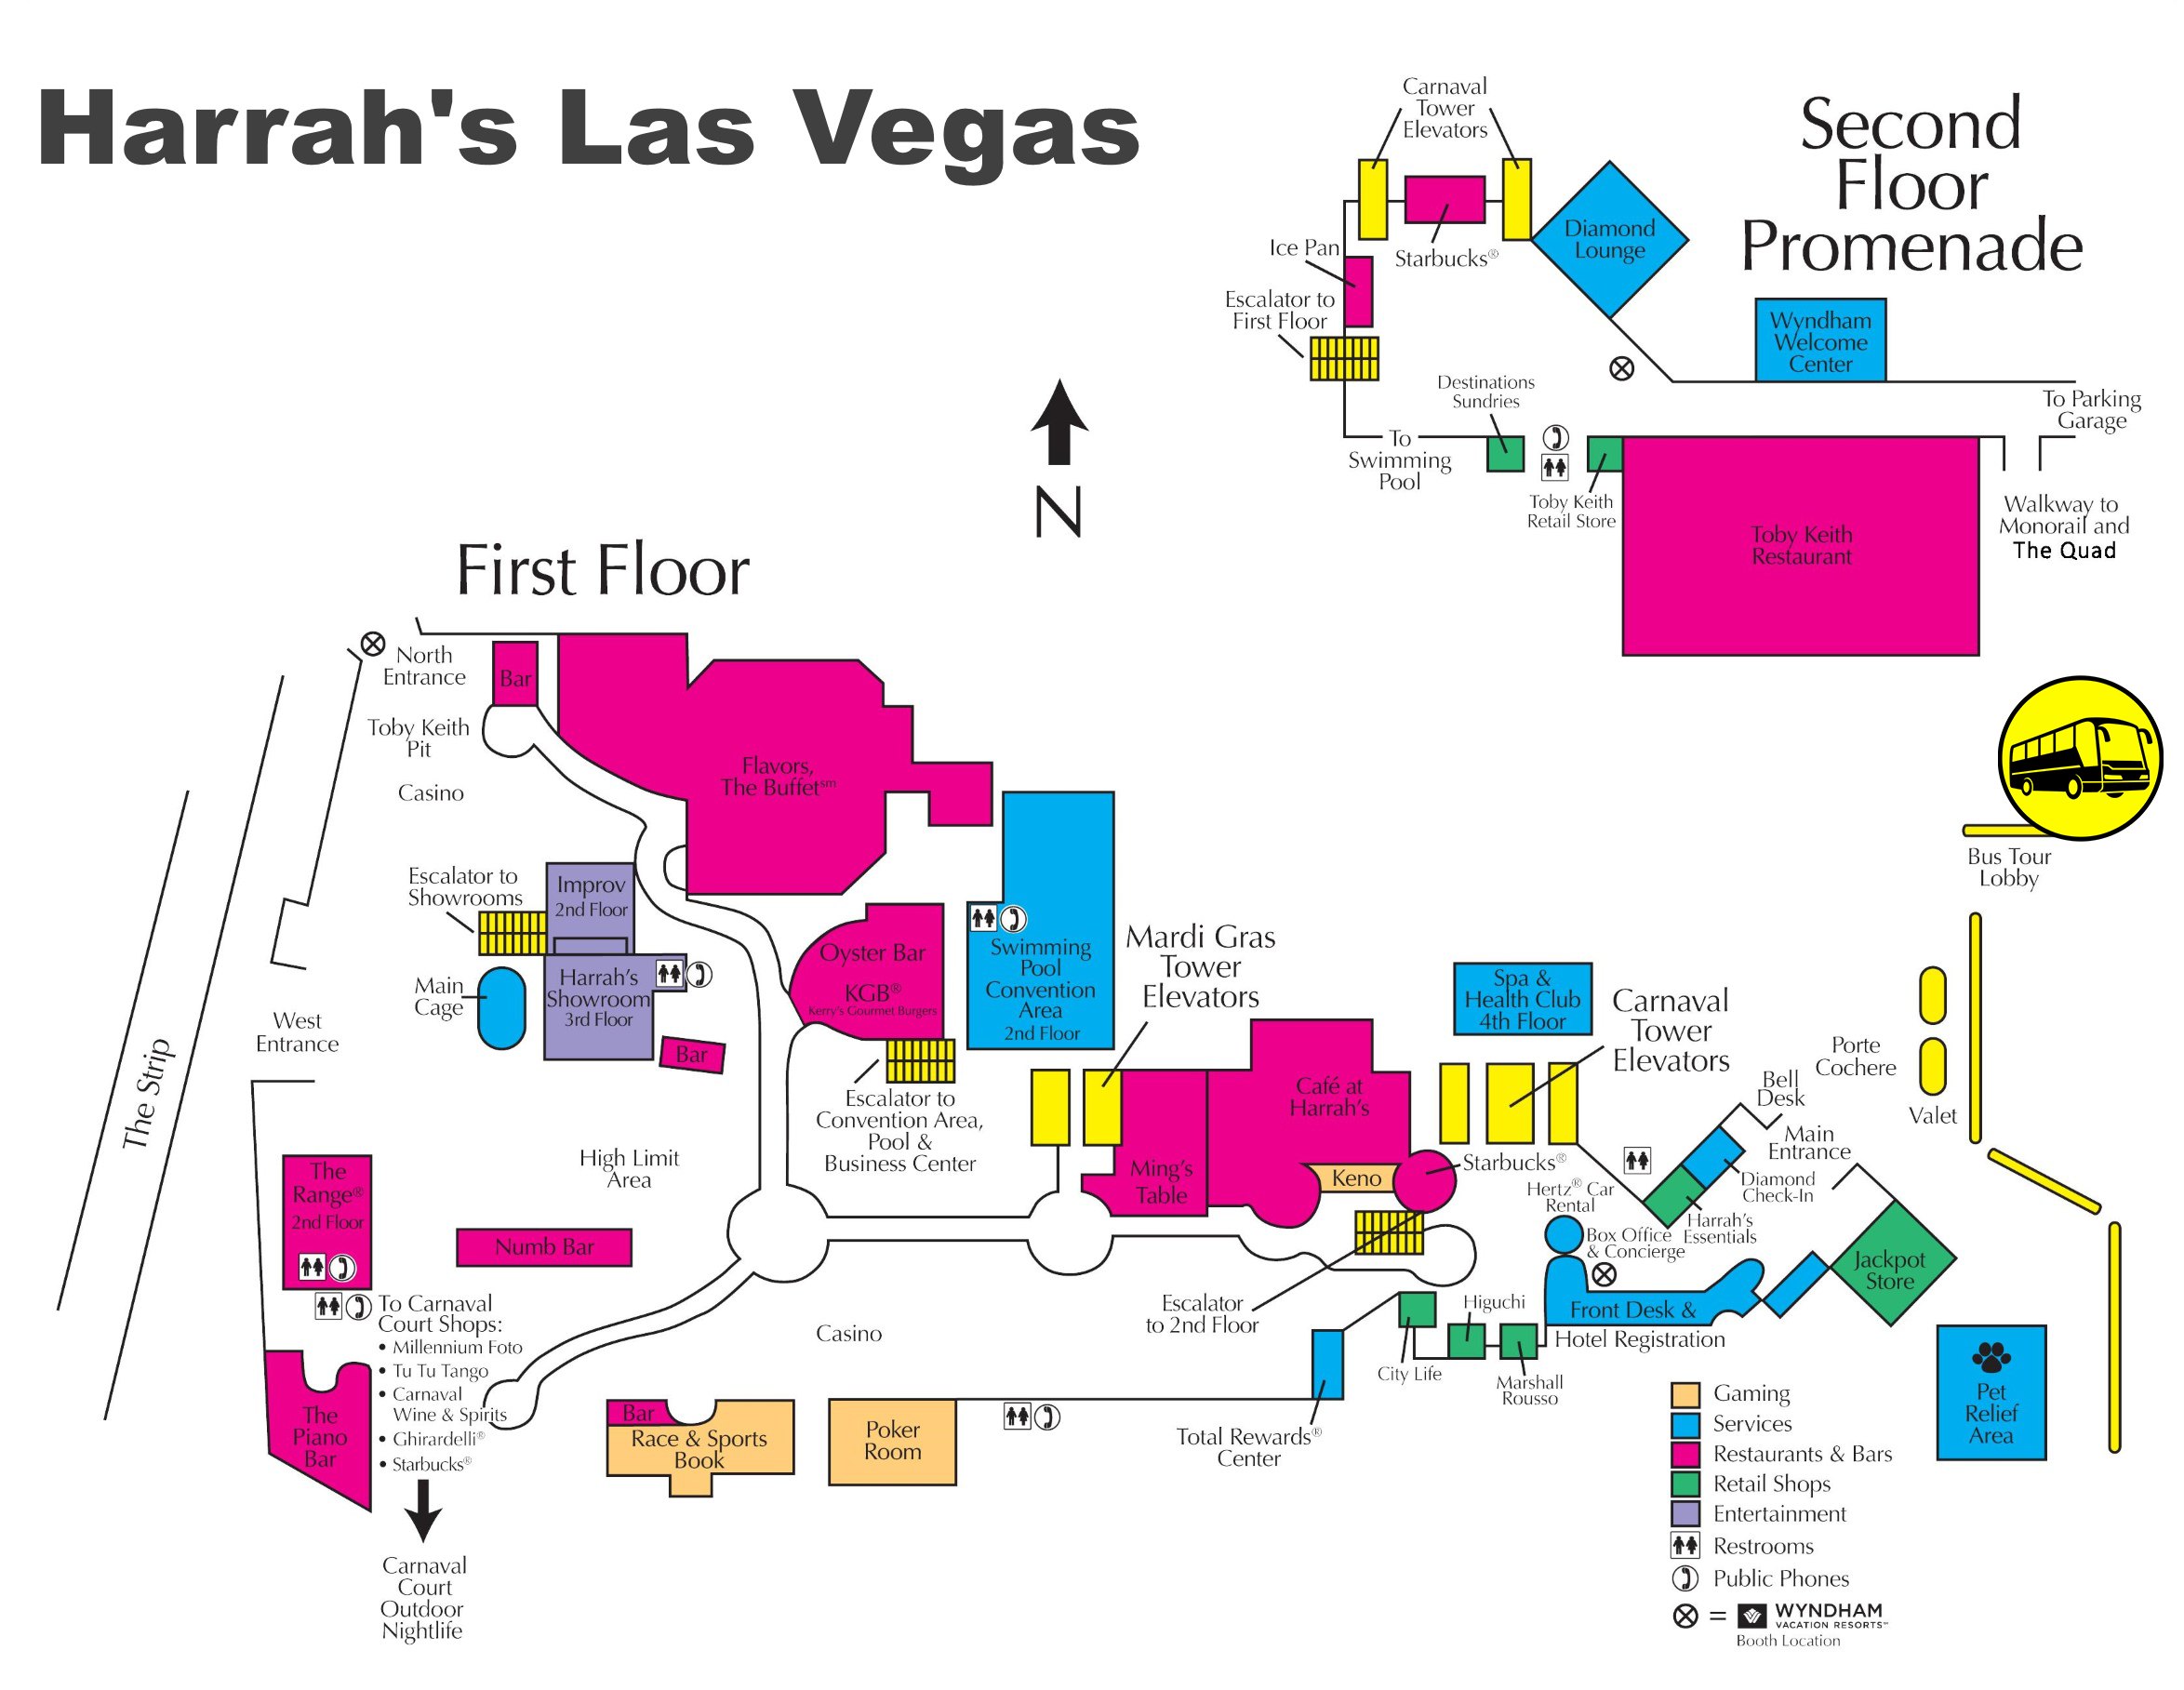 Harrah's Las Vegas
Second
Floor
Promenade
Carnaval
Tower
Elevators
Diamond
Lounge
Starbucks®
Ice Pan
Escalator to
First Floor
Wyndham
Welcome
Center
Destinations
Sundries
To Parking
Garage
To
Swimming
Pool
Toby Keith
Retail Store
Toby Keith
Restaurant
Walkway to
Monorail and
The Quad
N
First Floor
North
Entrance
Bar
Toby Keith
Pit
Casino
Flavors,
The Buffet℠
Escalator to
Showrooms
Improv
2nd Floor
Main
Cage
Harrah's
Showroom
3rd Floor
Bar
West
Entrance
The Strip
Oyster Bar
KGB®
Kerry's Gourmet Burgers
Swimming
Pool
Convention
Area
2nd Floor
Mardi Gras
Tower
Elevators
Escalator to
Convention Area,
Pool &
Business Center
High Limit
Area
The
Range®
2nd Floor
Numb Bar
Café at
Harrah's
Ming's
Table
Keno
Starbucks®
Spa &
Health Club
4th Floor
Carnaval
Tower
Elevators
Bus Tour
Lobby
Porte
Cochere
Valet
Bell
Desk
Main
Entrance
Diamond
Check-In
Harrah's
Essentials
Hertz® Car
Rental
Box Office
& Concierge
Jackpot
Store
Front Desk &
Hotel Registration
Escalator
to 2nd Floor
Higuchi
City Life
Marshall
Rousso
To Carnaval
Court Shops:
• Millennium Foto
• Tu Tu Tango
• Carnaval
Wine & Spirits
• Ghirardelli®
• Starbucks®
The
Piano
Bar
Casino
Bar
Race & Sports
Book
Poker
Room
Total Rewards®
Center
Pet
Relief
Area
Carnaval
Court
Outdoor
Nightlife
Gaming
Services
Restaurants & Bars
Retail Shops
Entertainment
Restrooms
Public Phones
= WYNDHAM
VACATION RESORTS℠
Booth Location